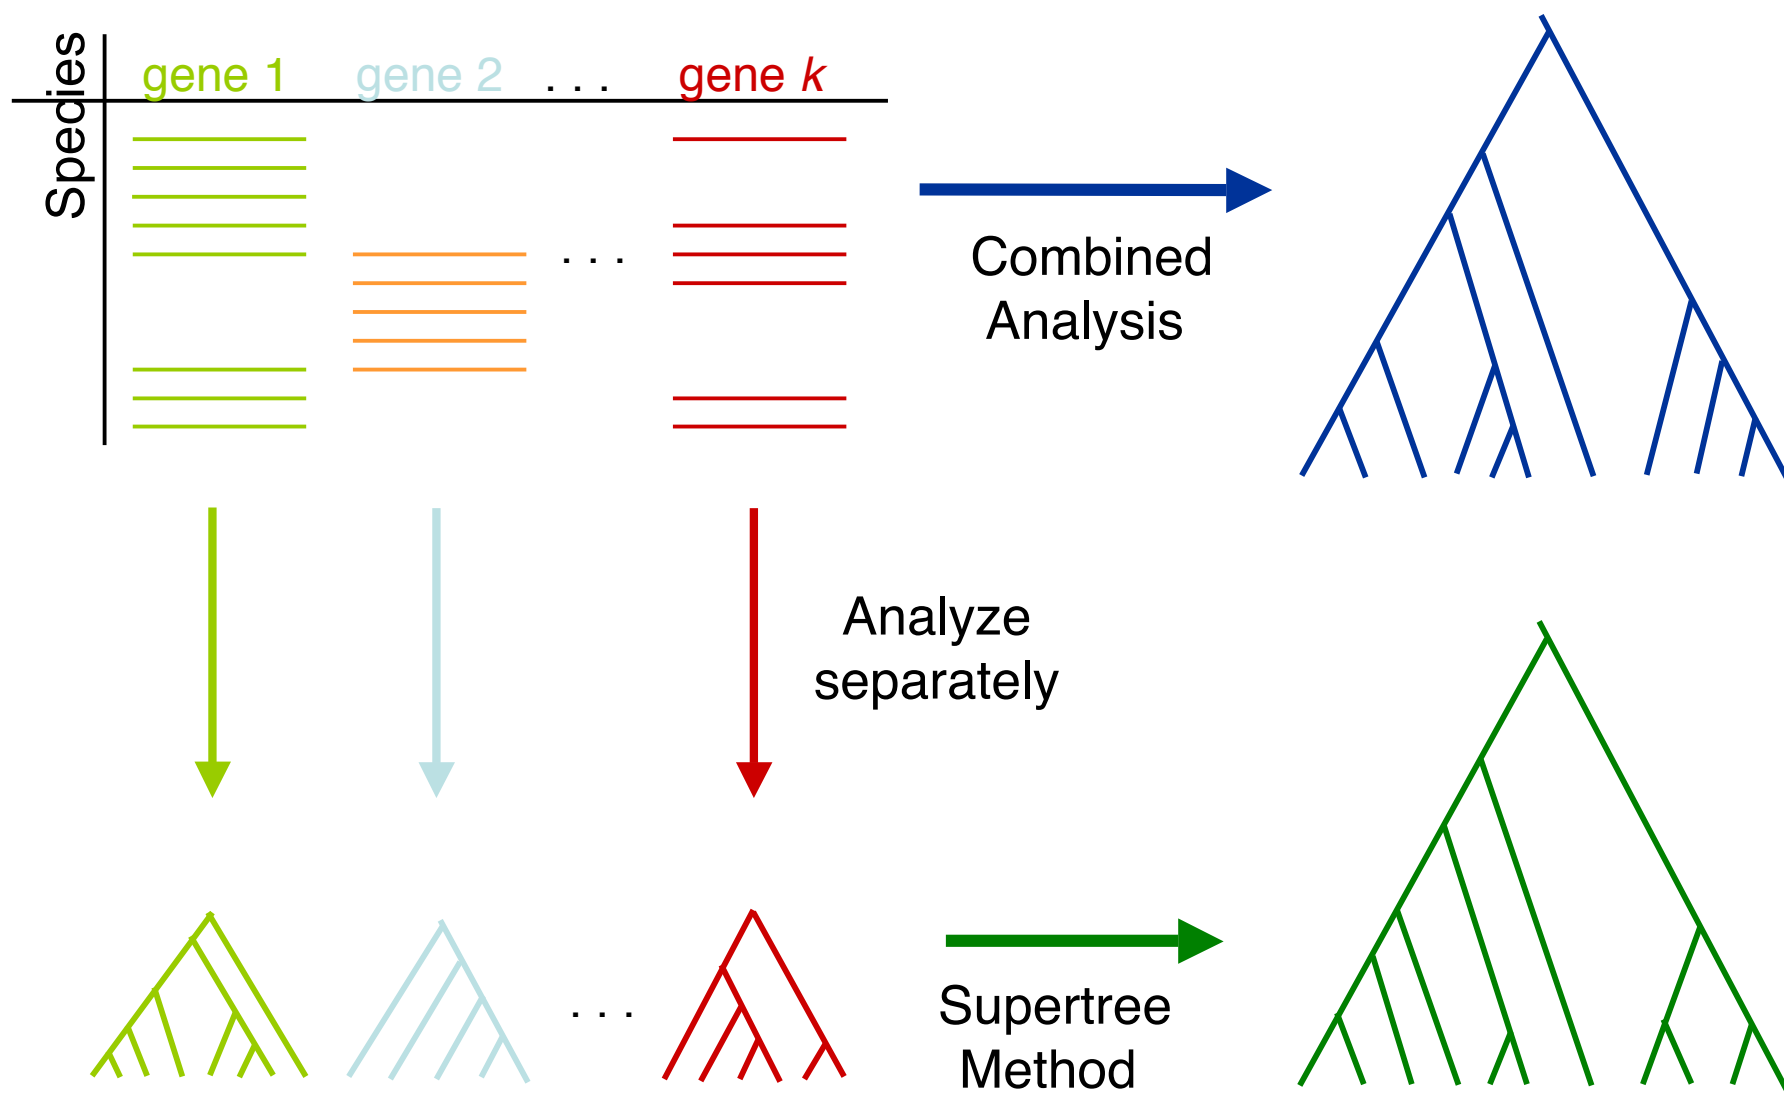 Species
gene 1 gene 2 . . . gene k
. . .
Combined
Analysis
Analyze
separately
. . .
Supertree
Method